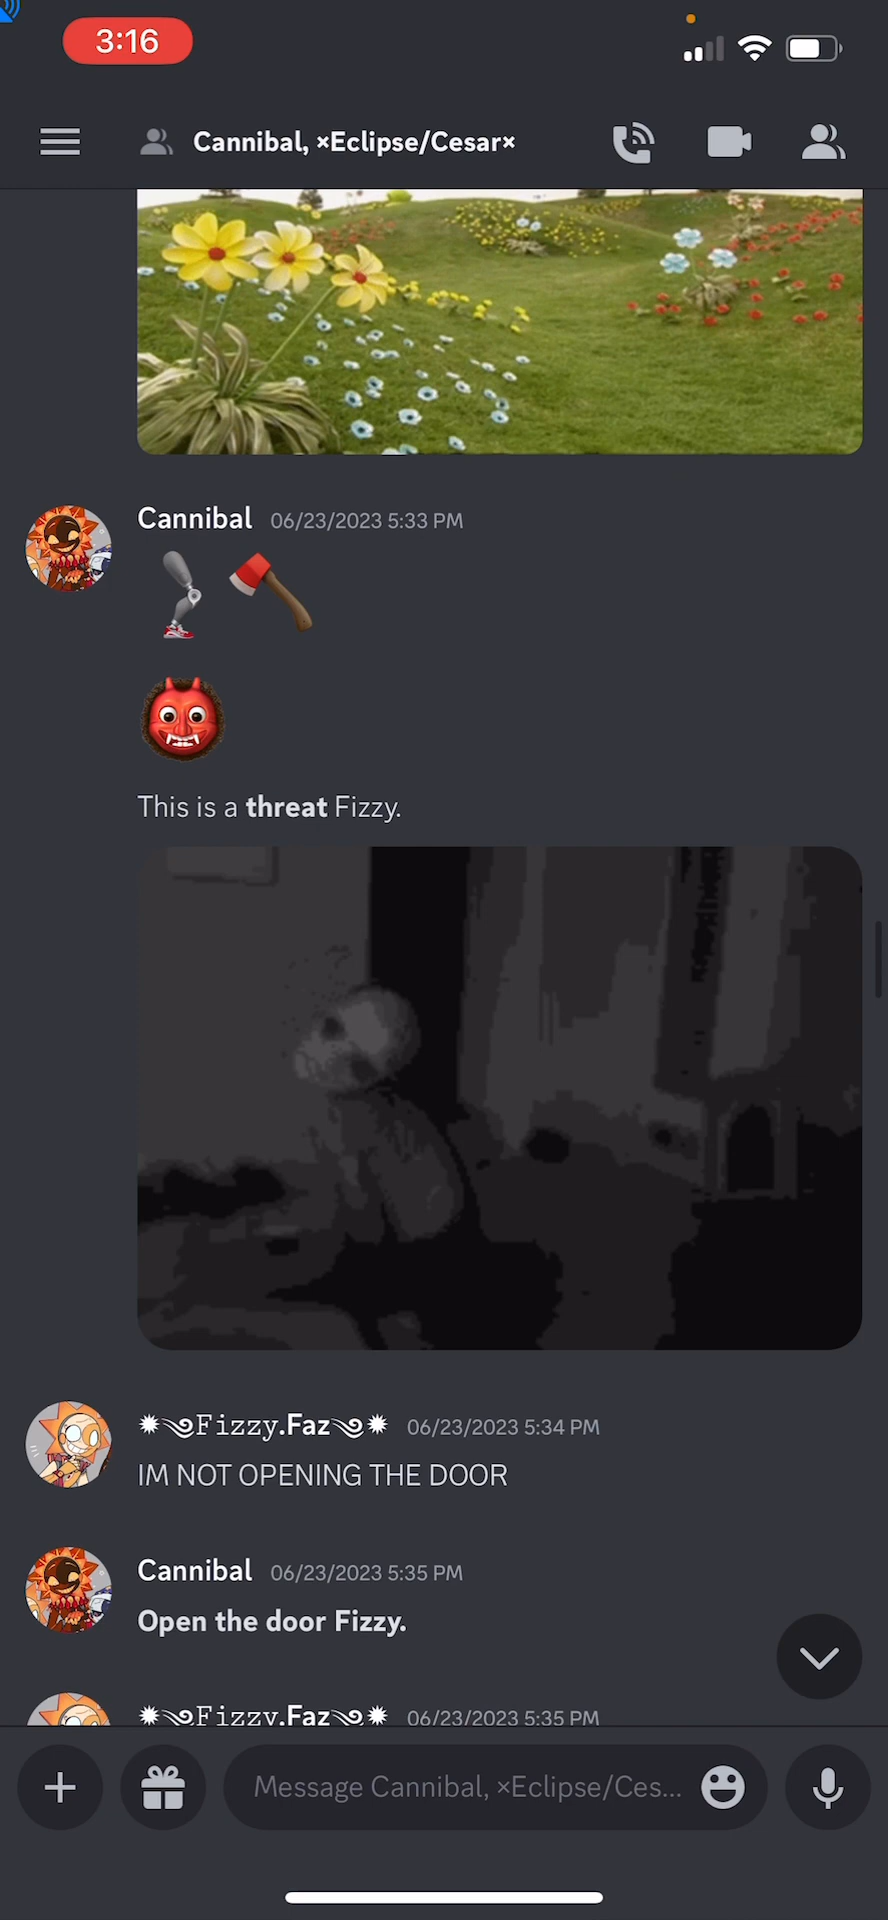 3:16
Cannibal, ×Eclipse/Cesar×
Cannibal 06/23/2023 5:33 PM
This is a threat Fizzy.
✹༄Fizzy.Faz༄✹ 06/23/2023 5:34 PM
IM NOT OPENING THE DOOR
Cannibal 06/23/2023 5:35 PM
Open the door Fizzy.
✹༄Fizzy.Faz༄✹ 06/23/2023 5:35 PM
Message Cannibal, ×Eclipse/Ces...